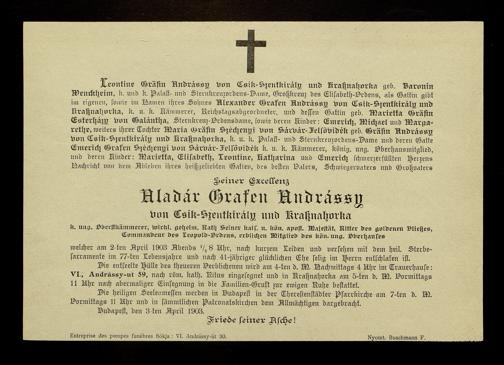 Leontine Gräfin Andrássy von Csik-Szentkirály und Kraßnahorka geb. Baronin
Wenckheim, k. und k. Palast- und Sternkreuzordens-Dame, Großkreuz des Elisabeth-Ordens, als Gattin gibt
im eigenen, sowie im Namen ihres Sohnes Alexander Grafen Andrássy von Csik-Szentkirály und
Kraßnahorka, k. u. k. Kämmerer, Reichstagsabgeordneter, und dessen Gattin geb. Marietta Gräfin
Esterházy von Galántha, Sternkreuz-Ordensdame, sowie deren Kinder: Emerich, Michael und Marga-
rethe, weiters ihrer Tochter Maria Gräfin Széchenyi von Sárvár-Felsővidék geb. Gräfin Andrássy
von Csik-Szentkirály und Kraßnahorka, k. u. k. Palast- und Sternkreuzordens-Dame und deren Gatte
Emerich Grafen Széchenyi von Sárvár-Felsővidék k. u. k. Kämmerer, königl. ung. Oberhausmitglied,
und deren Kinder: Marietta, Elisabeth, Leontine, Katharina und Emerich schmerzerfüllten Herzens
Nachricht von dem Ableben ihres heißgeliebten Gatten, des besten Vaters, Schwiegervaters und Großvaters
Seiner Excellenz
Aladár Grafen Andrássy
von Csik-Szentkirály und Kraßnahorka
k. ung. Oberstkämmerer, wirkl. geheim. Rath Seiner kais. u. kön. apost. Majestät, Ritter des goldenen Vließes,
Commandeur des Leopold-Ordens, erblichen Mitglied des kön. ung. Oberhauses
welcher am 2-ten April 1903 Abends 8 Uhr, nach kurzem Leiden und versehen mit dem heil. Sterbe-
sacramente im 77-ten Lebensjahre und nach 41-jähriger glücklichen Ehe selig im Herrn entschlafen ist.
Die entseelte Hülle des theueren Verblichenen wird am 4-ten d. M. Nachmittags 4 Uhr im Trauerhause:
VI., Andrássy-út 59, nach röm. kath. Ritus eingesegnet und in Kraßnahorka am 5-ten d. M. Vormittags
11 Uhr nach abermaliger Einsegnung in der Familien-Gruft zur ewigen Ruhe bestattet.
Die heiligen Seelenmessen werden in Budapest in der Theresienstädter Pfarrkirche am 7-ten d. M.
Vormittags 11 Uhr und in sämmtlichen Patronatskirchen dem Allmächtigen dargebracht.
Budapest, den 3-ten April 1903.
Friede seiner Asche!
Entreprise des pompes funèbres Sóktja: VI. Andrássy-út 30.
Nyomt. Buschmann F.